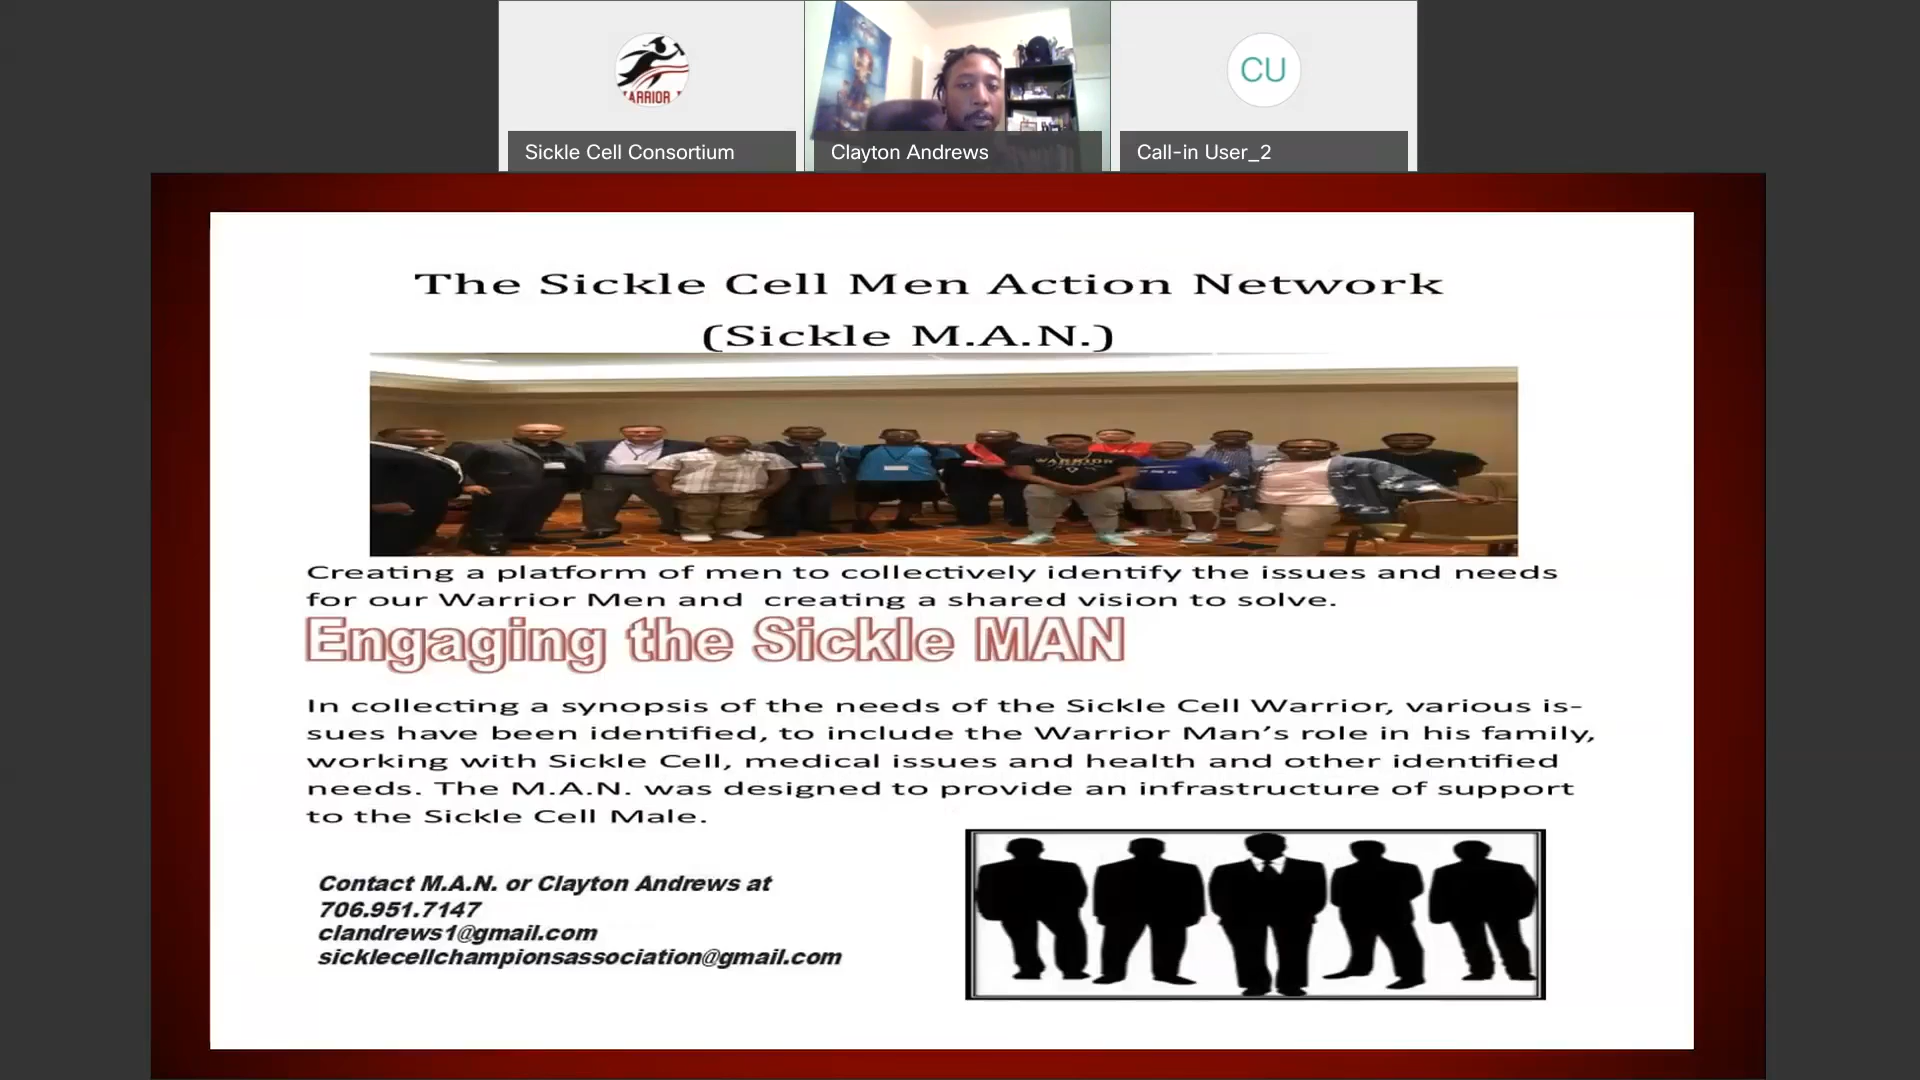 ARRIOR
CU
Sickle Cell Consortium
Clayton Andrews
Call-in User_2
The Sickle Cell Men Action Network
(Sickle M.A.N.)
WARRIOR
Creating a platform of men to collectively identify the issues and needs
for our Warrior Men and creating a shared vision to solve.
Engaging the Sickle MAN
In collecting a synopsis of the needs of the Sickle Cell Warrior, various is-
sues have been identified, to include the Warrior Man’s role in his family,
working with Sickle Cell, medical issues and health and other identified
needs. The M.A.N. was designed to provide an infrastructure of support
to the Sickle Cell Male.
Contact M.A.N. or Clayton Andrews at
706.951.7147
clandrews1@gmail.com
sicklecellchampionsassociation@gmail.com